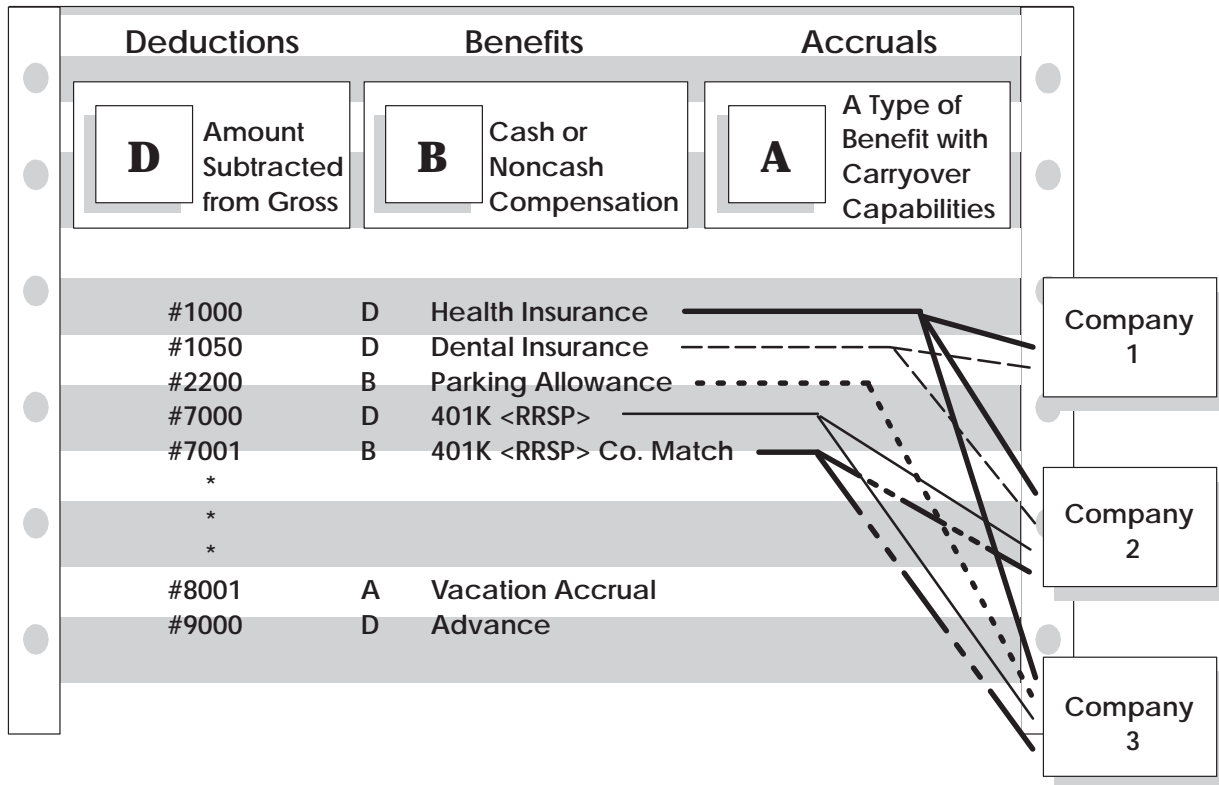 Deductions Benefits Accruals
D
Amount
Subtracted
from Gross
B
Cash or
Noncash
Compensation
A
A Type of
Benefit with
Carryover
Capabilities
#1000 D Health Insurance
#1050 D Dental Insurance
#2200 B Parking Allowance
#7000 D 401K <RRSP>
#7001 B 401K <RRSP> Co. Match
*
*
*
#8001 A Vacation Accrual
#9000 D Advance
Company
1
Company
2
Company
3